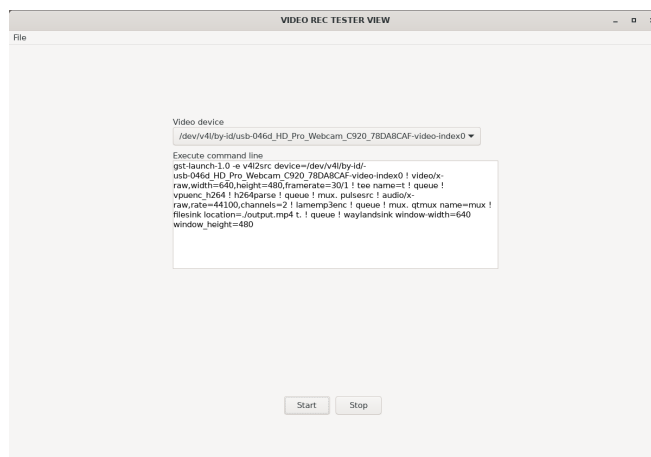 VIDEO REC TESTER VIEW
File
Video device
/dev/v4l/by-id/usb-046d_HD_Pro_Webcam_C920_78DA8CAF-video-index0
Execute command line
gst-launch-1.0 -e v4l2src device=/dev/v4l/by-id/-
usb-046d_HD_Pro_Webcam_C920_78DA8CAF-video-index0 ! video/x-
raw,width=640,height=480,framerate=30/1 ! tee name=t ! queue !
vpuenc_h264 ! h264parse ! queue ! mux. pulsesrc ! audio/x-
raw,rate=44100,channels=2 ! lamemp3enc ! queue ! mux. qtmux name=mux !
filesink location=./output.mp4 t. ! queue ! waylandsink window-width=640
window_height=480
Start Stop